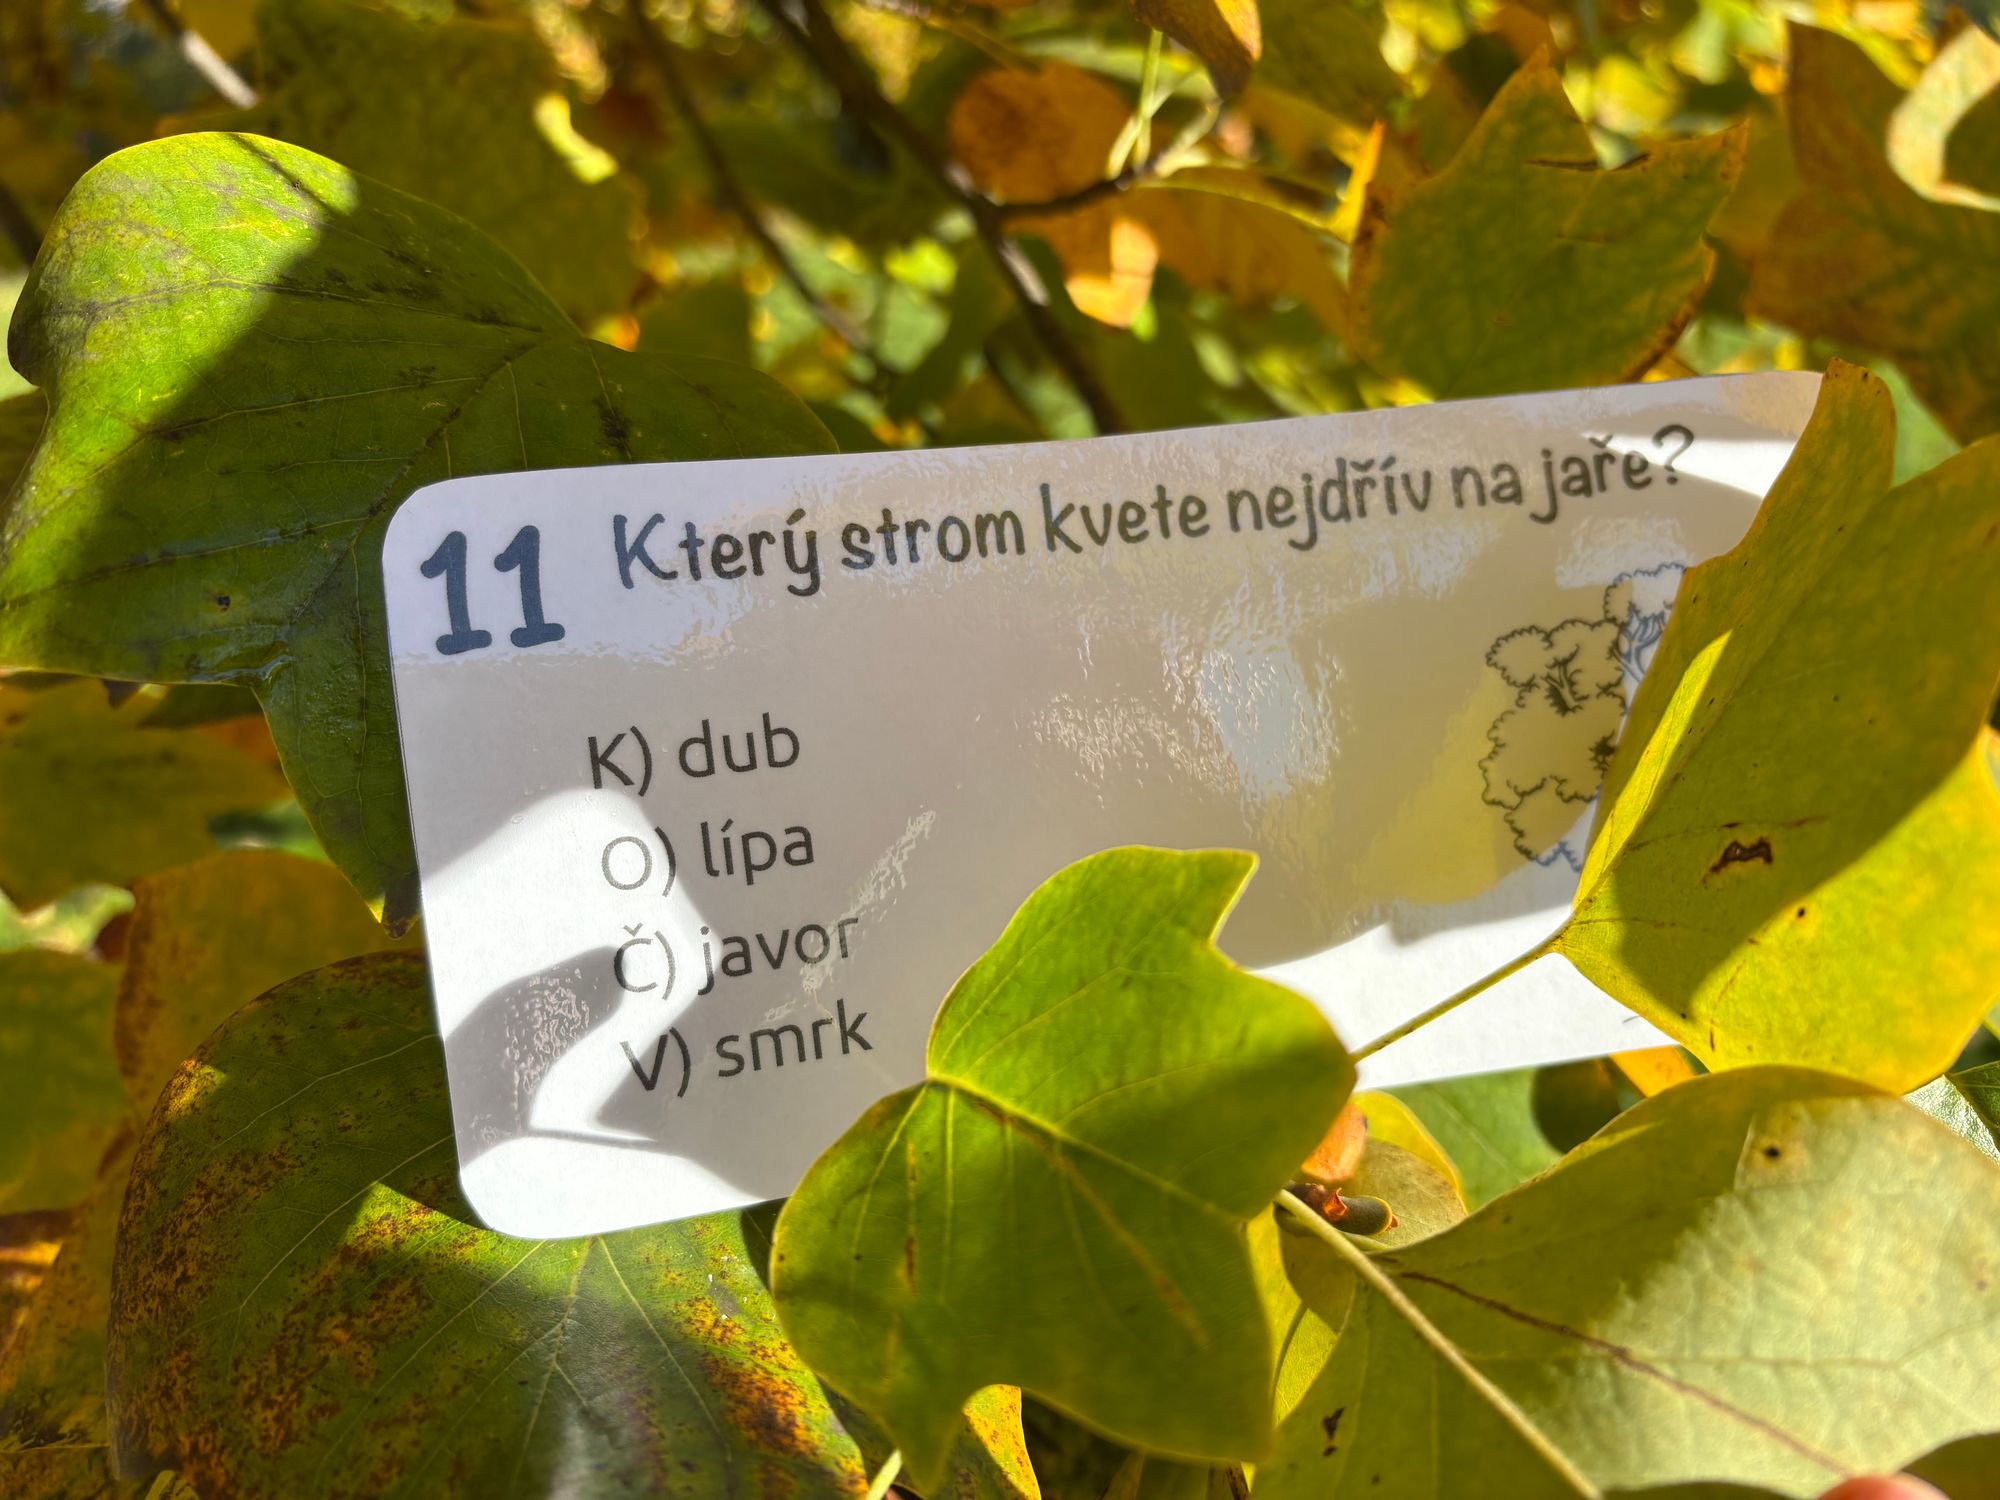 11 Který strom kvete nejdřív na jaře?
K) dub
O) lípa
Č) javor
V) smrk